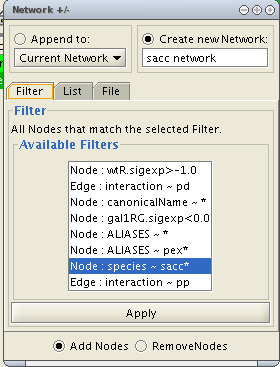 Network +/-
Append to:
Create new Network:
Current Network
sacc network
Filter
List
File
Filter
All Nodes that match the selected Filter.
Available Filters
Node : wtR.sigexp>-1.0
Edge : interaction ~ pd
Node : canonicalName ~ *
Node : gal1RG.sigexp<0.0
Node : ALIASES ~ *
Node : ALIASES ~ pex*
Node : species ~ sacc*
Edge : interaction ~ pp
Apply
Add Nodes
RemoveNodes